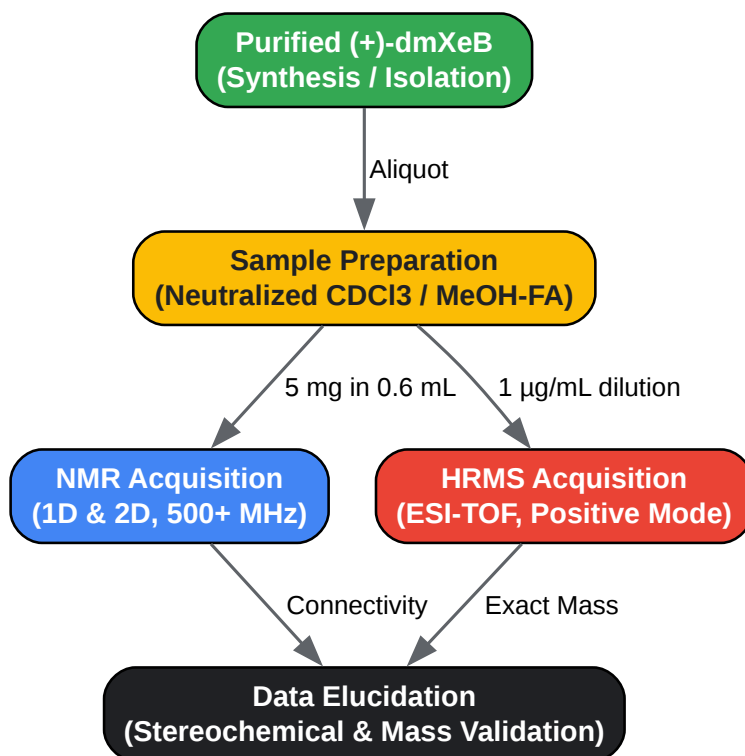 Purified (+)-dmXeB
(Synthesis / Isolation)
Aliquot
Sample Preparation
(Neutralized CDCl3 / MeOH-FA)
5 mg in 0.6 mL
1 µg/mL dilution
NMR Acquisition
(1D & 2D, 500+ MHz)
HRMS Acquisition
(ESI-TOF, Positive Mode)
Connectivity
Exact Mass
Data Elucidation
(Stereochemical & Mass Validation)